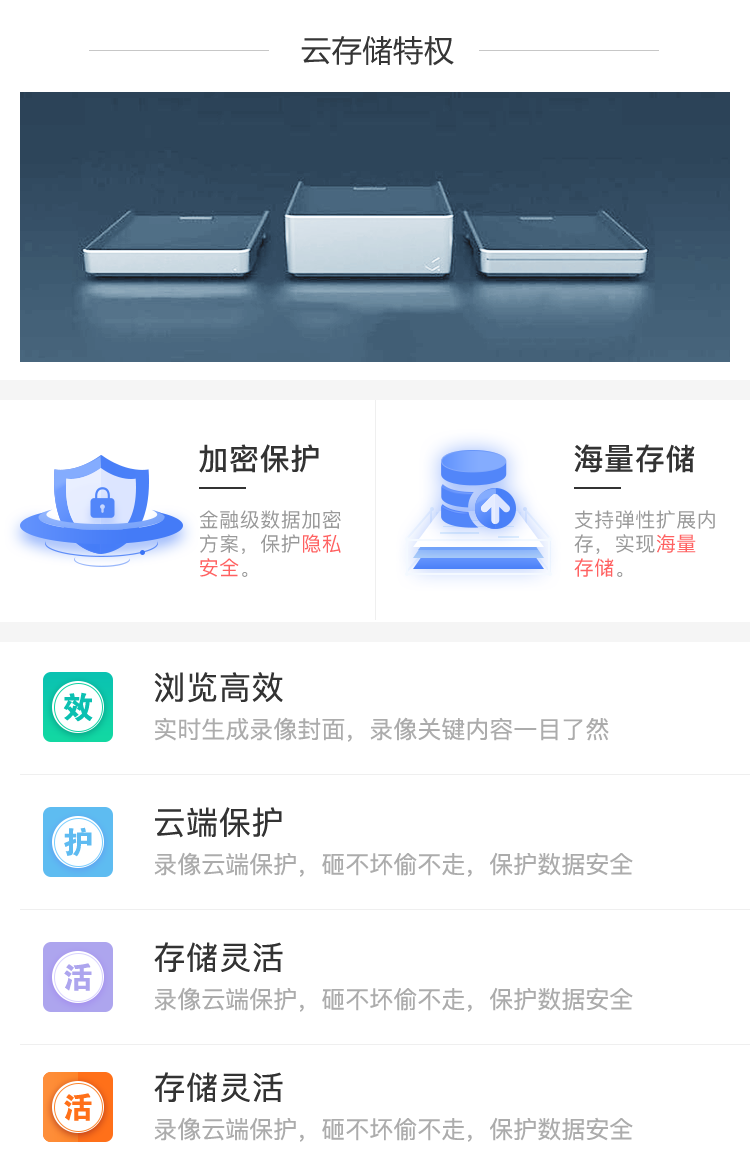 云存储特权
加密保护
金融级数据加密
方案，保护隐私
安全。
海量存储
支持弹性扩展内
存，实现海量
存储。
效
浏览高效
实时生成录像封面，录像关键内容一目了然
护
云端保护
录像云端保护，砸不坏偷不走，保护数据安全
活
存储灵活
录像云端保护，砸不坏偷不走，保护数据安全
活
存储灵活
录像云端保护，砸不坏偷不走，保护数据安全